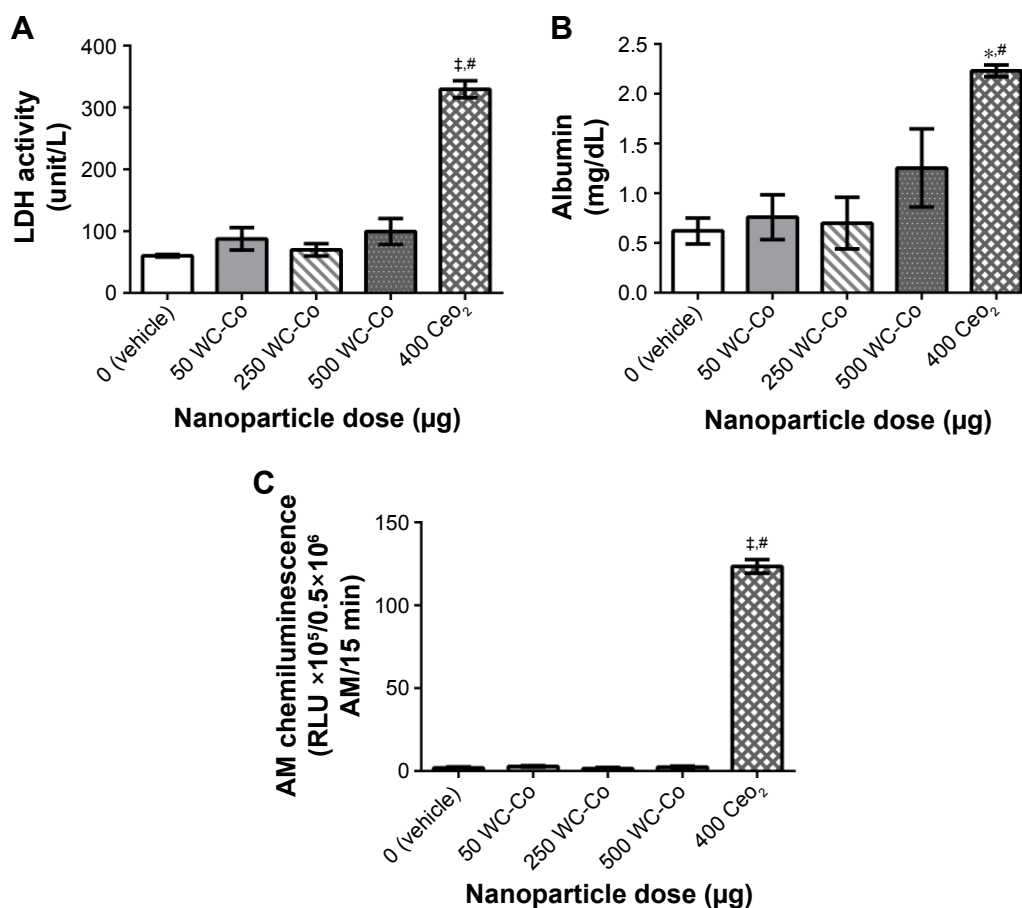 A
LDH activity
(unit/L)
400
300
200
100
0
‡,#
0 (vehicle)
50 WC-Co
250 WC-Co
500 WC-Co
400 Ceo₂
Nanoparticle dose (µg)
B
Albumin
(mg/dL)
2.5
2.0
1.5
1.0
0.5
0.0
*,#
0 (vehicle)
50 WC-Co
250 WC-Co
500 WC-Co
400 Ceo₂
Nanoparticle dose (µg)
C
AM chemiluminescence
(RLU ×10⁵/0.5×10⁶
AM/15 min)
150
100
50
0
‡,#
0 (vehicle)
50 WC-Co
250 WC-Co
500 WC-Co
400 Ceo₂
Nanoparticle dose (µg)